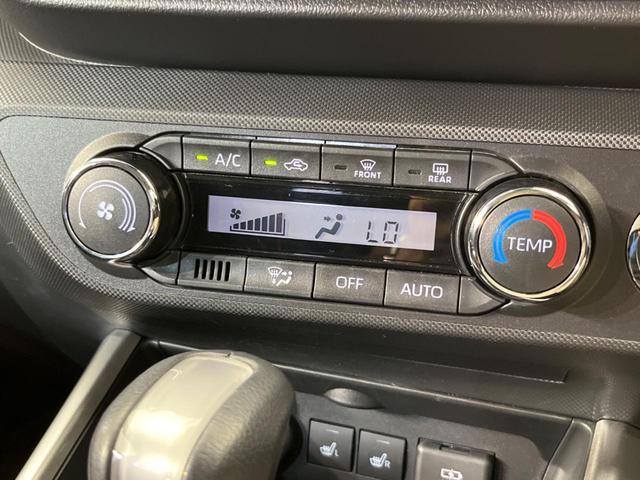 A/C
FRONT
REAR
LO
TEMP
OFF
AUTO
L
R